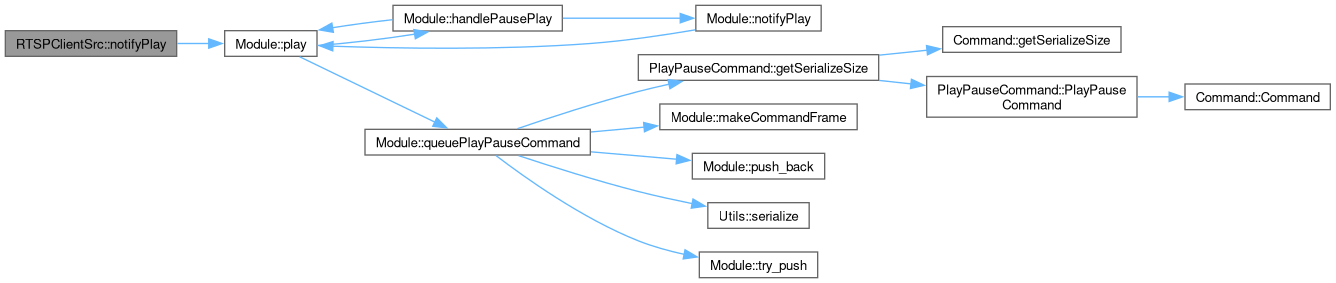 RTSPClientSrc::notifyPlay
Module::play
Module::handlePausePlay
Module::notifyPlay
Module::queuePlayPauseCommand
PlayPauseCommand::getSerializeSize
Command::getSerializeSize
PlayPauseCommand::PlayPause
Command
Command::Command
Module::makeCommandFrame
Module::push_back
Utils::serialize
Module::try_push